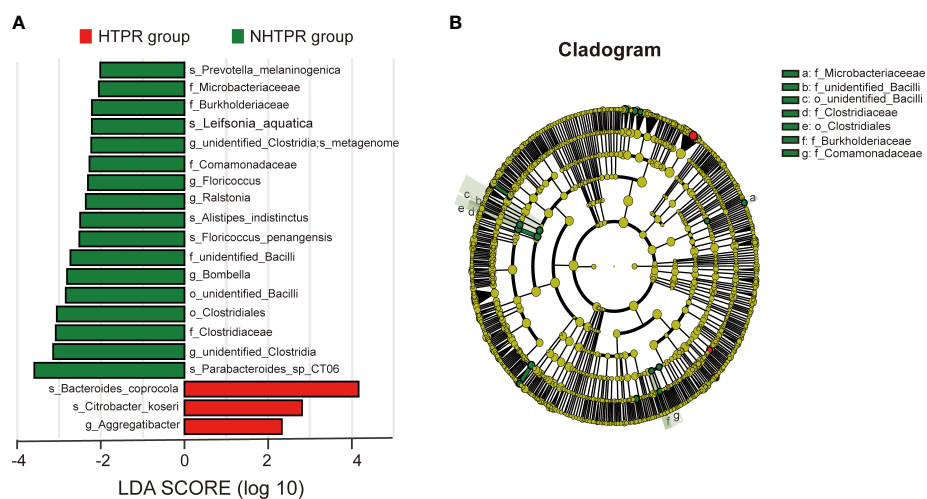 A
HTPR group
NHTPR group
s_Prevotella_melaninogenica
f_Microbacteriaceeae
f_Burkholderiaceae
s_Leifsonia_aquatica
g_unidentified_Clostridia;s_metagenome
f_Comamonadaceae
g_Floricoccus
g_Ralstonia
s_Alistipes_indistinctus
s_Floricoccus_penangensis
f_unidentified_Bacilli
g_Bombella
o_unidentified_Bacilli
o_Clostridiales
f_Clostridiaceae
g_unidentified_Clostridia
s_Parabacteroides_sp_CT06
s_Bacteroides_coprocola
s_Citrobacter_koseri
g_Aggregatibacter
-4 -2 0 2 4
LDA SCORE (log 10)
B
Cladogram
a: f_Microbacteriaceeae
b: f_unidentified_Bacilli
c: o_unidentified_Bacilli
d: f_Clostridiaceae
e: o_Clostridiales
f: f_Burkholderiaceae
g: f_Comamonadaceae
a
c
b
e
d
f
g